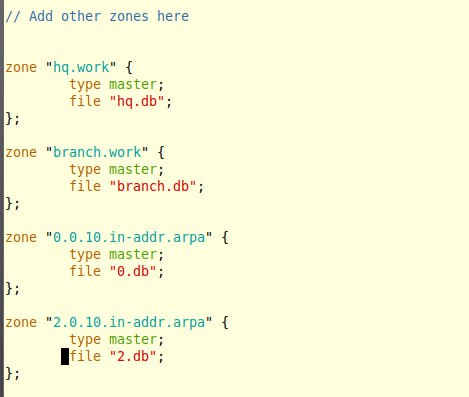 // Add other zones here
zone "hq.work" {
type master;
file "hq.db";
};
zone "branch.work" {
type master;
file "branch.db";
};
zone "0.0.10.in-addr.arpa" {
type master;
file "0.db";
};
zone "2.0.10.in-addr.arpa" {
type master;
file "2.db";
};